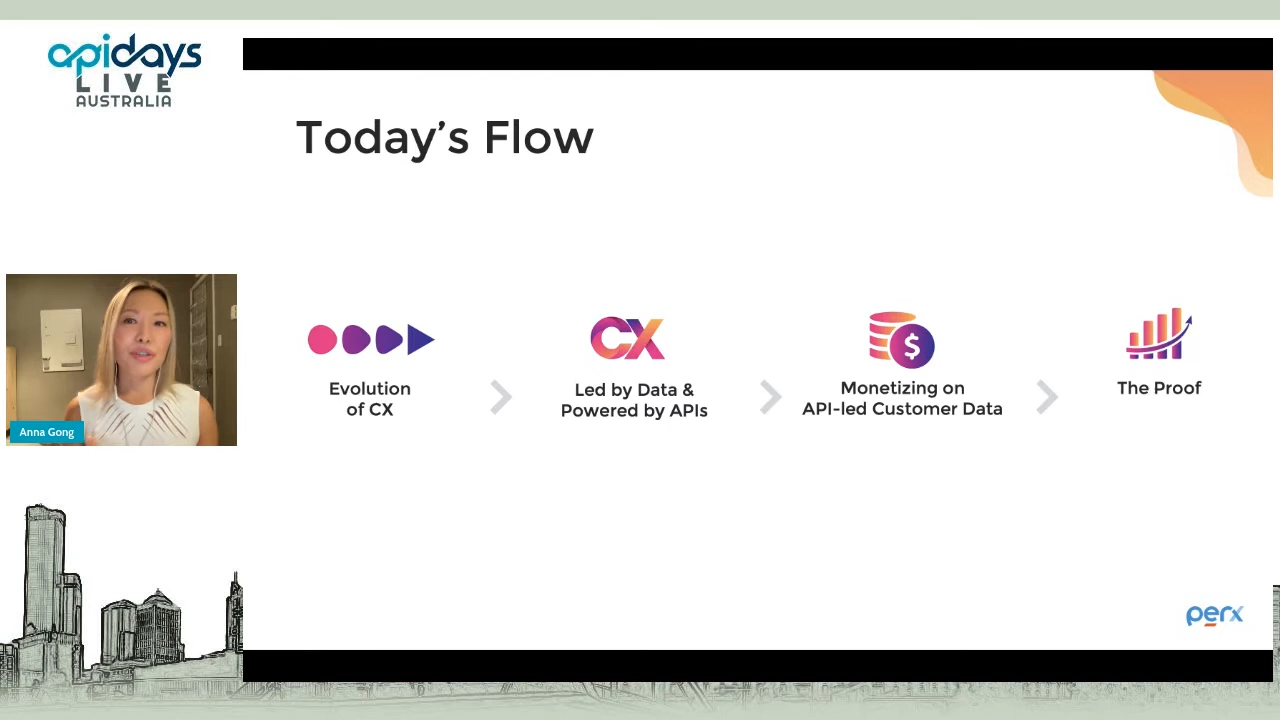 apidays
LIVE
AUSTRALIA
Today's Flow
Evolution
of CX
CX
Led by Data &
Powered by APIs
$
Monetizing on
API-led Customer Data
The Proof
Anna Gong
perx